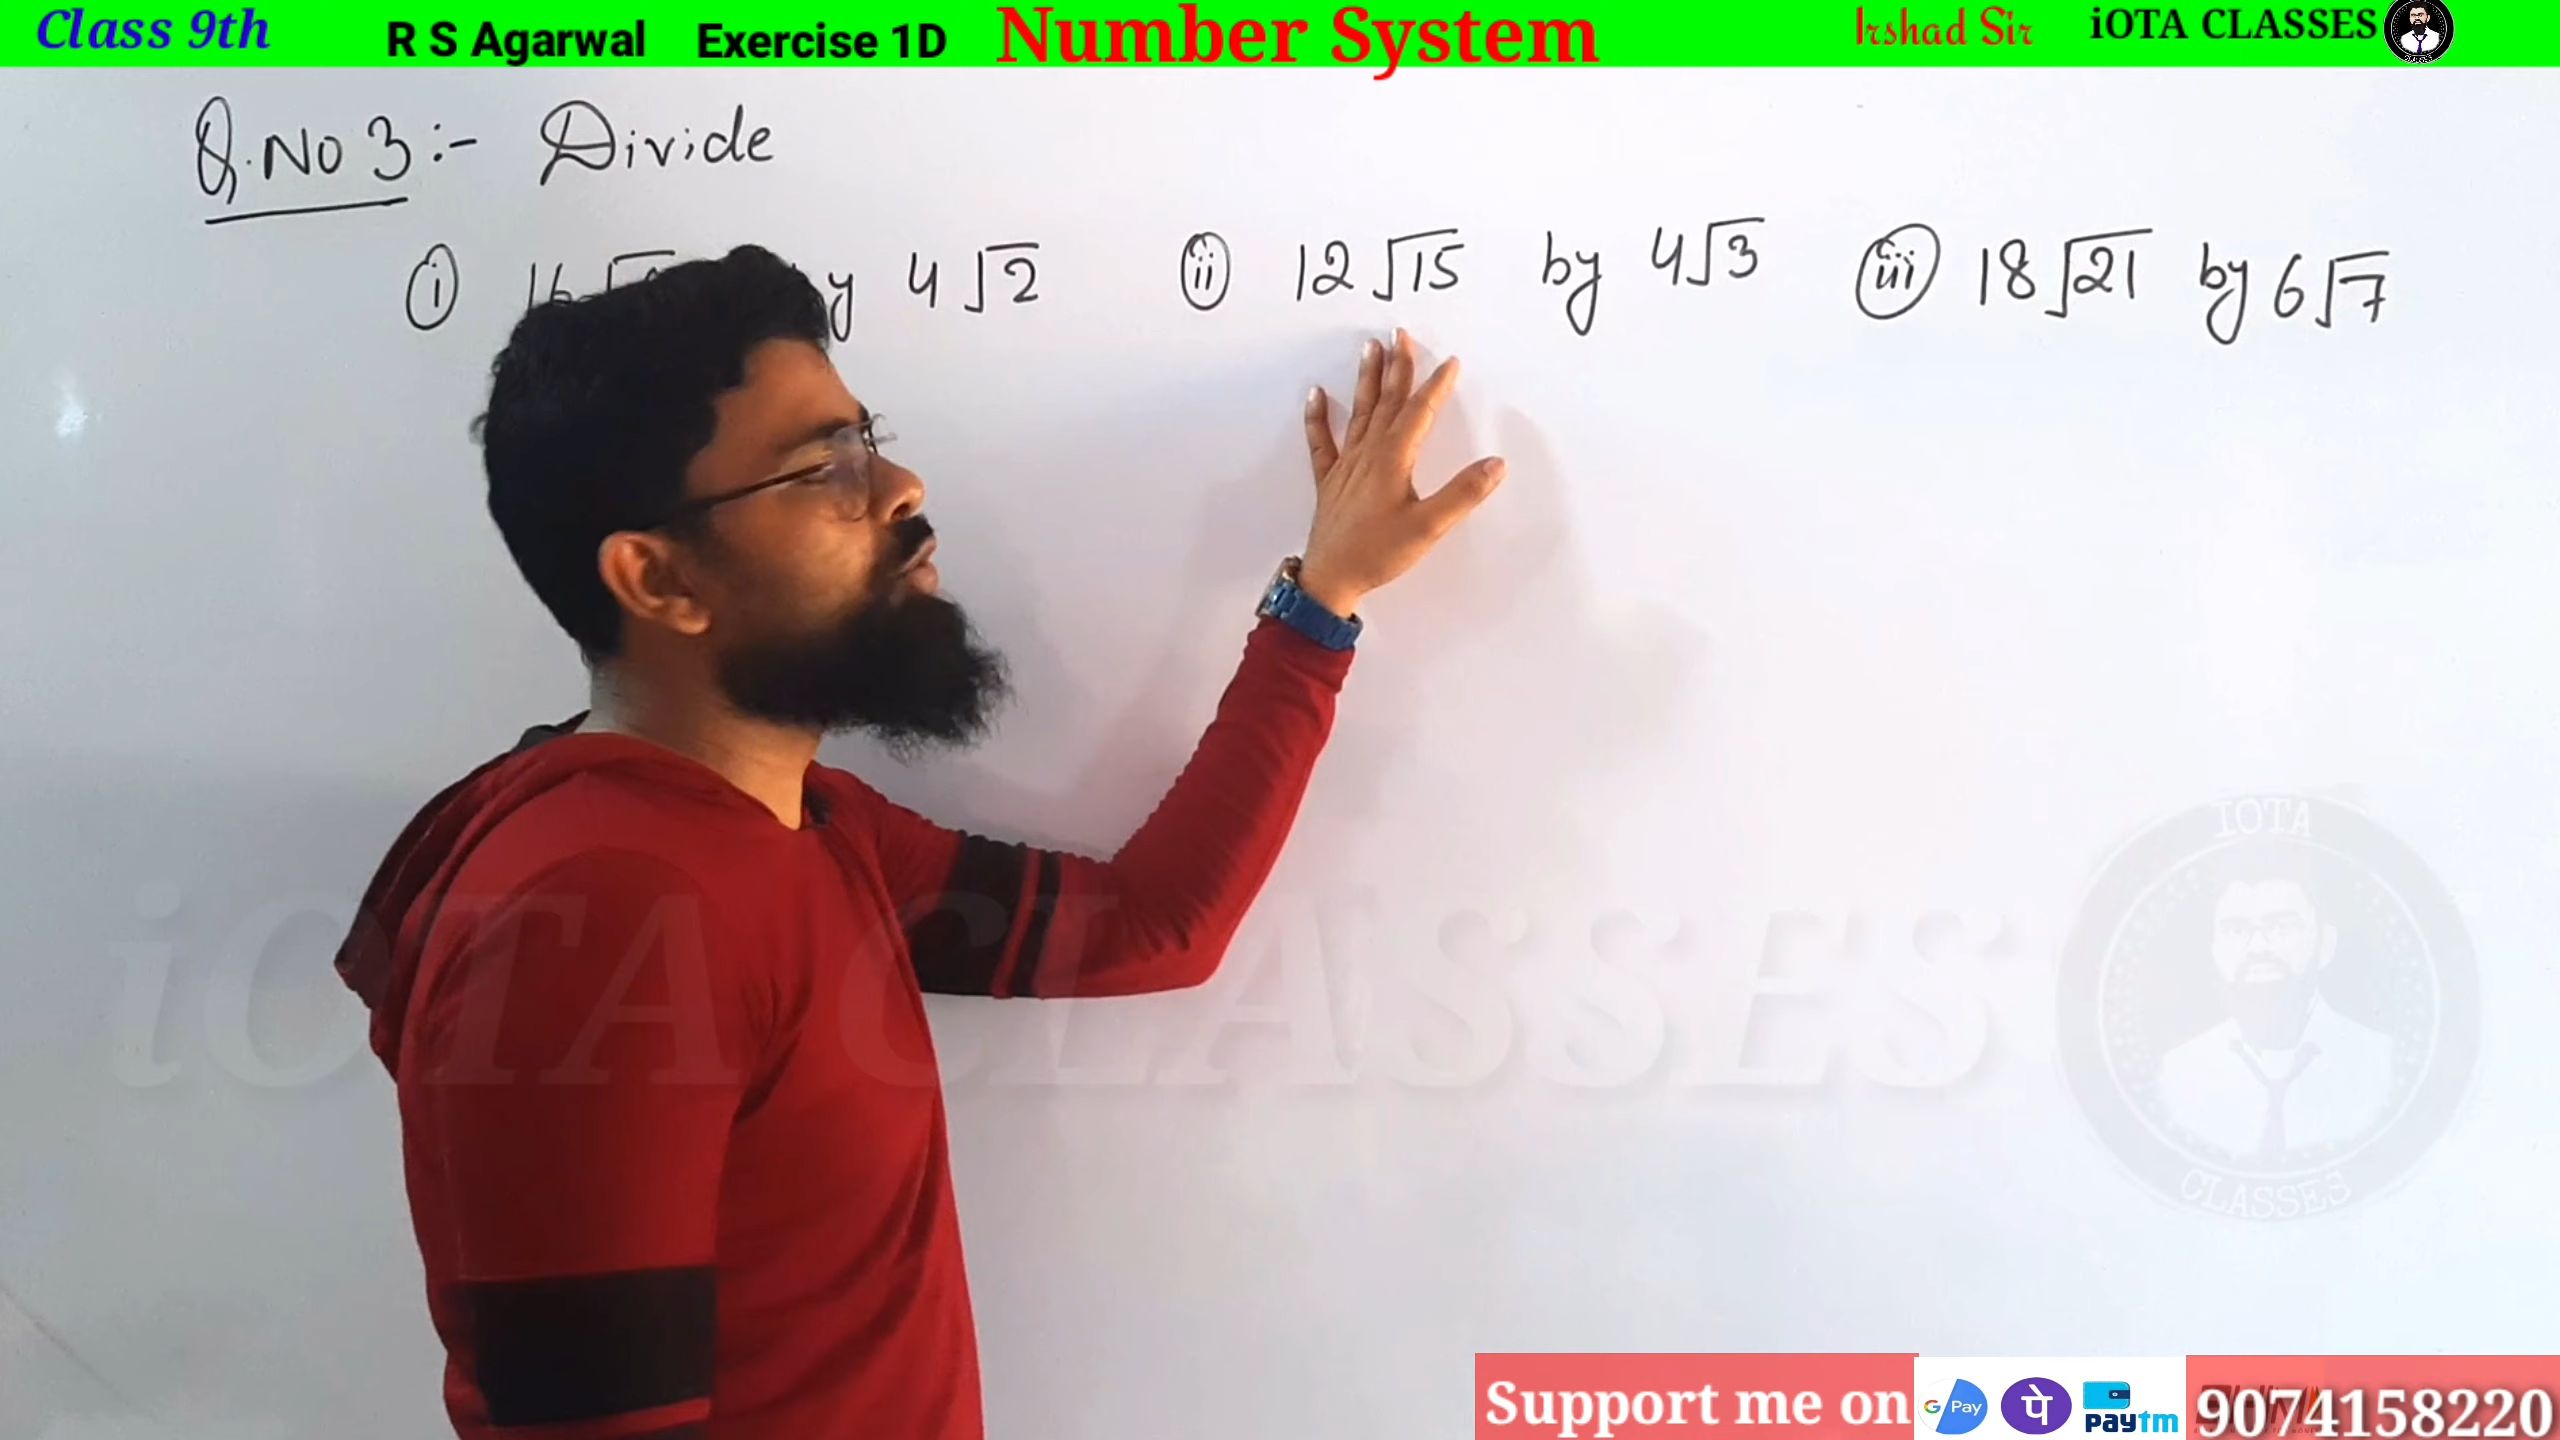 Class 9th R S Agarwal Exercise 1D Number System Irshad Sir iOTA CLASSES
Q.No 3:- Divide
(i) 16√ by 4√2 (ii) 12√15 by 4√3 (iii) 18√21 by 6√7
IOTA
iOTA CLASSES
CLASSES
Support me on G Pay पे paytm 9074158220